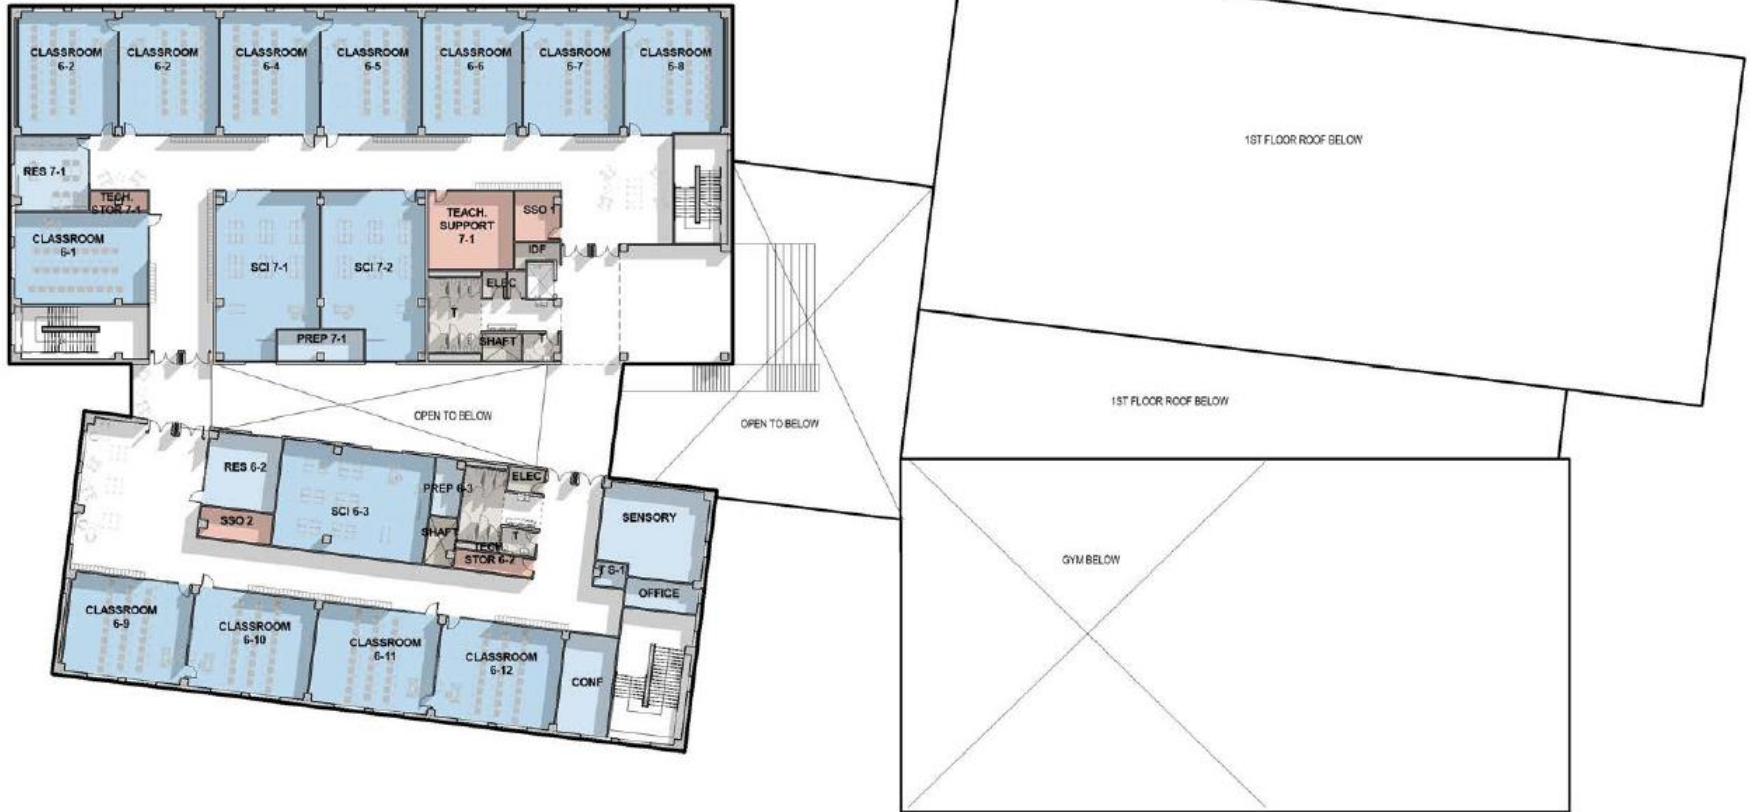 CLASSROOM
6-2
CLASSROOM
6-2
CLASSROOM
6-4
CLASSROOM
6-5
CLASSROOM
6-6
CLASSROOM
6-7
CLASSROOM
6-8
1ST FLOOR ROOF BELOW
RES 7-1
TECH.
STOR 7-1
CLASSROOM
6-1
SCI 7-1
SCI 7-2
TEACH.
SUPPORT
7-1
SSO 1
IDF
ELEC
T
SHAFT
T
PREP 7-1
OPEN TO BELOW
OPEN TO BELOW
1ST FLOOR ROOF BELOW
RES 6-2
SSO 2
SCI 6-3
PREP 6-3
SHAFT
ELEC
T
TECH
STOR 6-2
SENSORY
T S-1
OFFICE
GYM BELOW
CLASSROOM
6-9
CLASSROOM
6-10
CLASSROOM
6-11
CLASSROOM
6-12
CONF